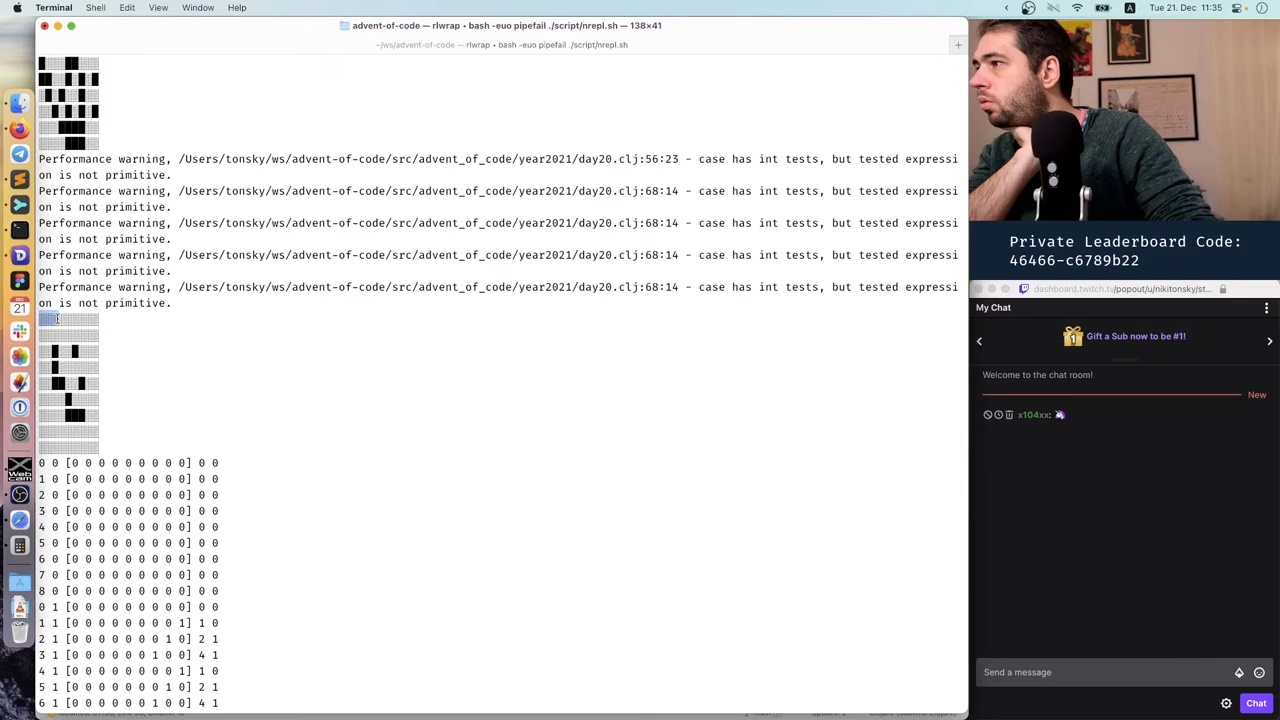 Terminal Shell Edit View Window Help
A Tue 21. Dec 11:35
advent-of-code — rlwrap • bash -euo pipefail ./script/nrepl.sh — 138×41
~/ws/advent-of-code — rlwrap • bash -euo pipefail ./script/nrepl.sh
Performance warning, /Users/tonsky/ws/advent-of-code/src/advent_of_code/year2021/day20.clj:56:23 - case has int tests, but tested expressi
on is not primitive.
Performance warning, /Users/tonsky/ws/advent-of-code/src/advent_of_code/year2021/day20.clj:68:14 - case has int tests, but tested expressi
on is not primitive.
Performance warning, /Users/tonsky/ws/advent-of-code/src/advent_of_code/year2021/day20.clj:68:14 - case has int tests, but tested expressi
on is not primitive.
Performance warning, /Users/tonsky/ws/advent-of-code/src/advent_of_code/year2021/day20.clj:68:14 - case has int tests, but tested expressi
on is not primitive.
Performance warning, /Users/tonsky/ws/advent-of-code/src/advent_of_code/year2021/day20.clj:68:14 - case has int tests, but tested expressi
on is not primitive.
0 0 [0 0 0 0 0 0 0 0 0] 0 0
1 0 [0 0 0 0 0 0 0 0 0] 0 0
2 0 [0 0 0 0 0 0 0 0 0] 0 0
3 0 [0 0 0 0 0 0 0 0 0] 0 0
4 0 [0 0 0 0 0 0 0 0 0] 0 0
5 0 [0 0 0 0 0 0 0 0 0] 0 0
6 0 [0 0 0 0 0 0 0 0 0] 0 0
7 0 [0 0 0 0 0 0 0 0 0] 0 0
8 0 [0 0 0 0 0 0 0 0 0] 0 0
0 1 [0 0 0 0 0 0 0 0 0] 0 0
1 1 [0 0 0 0 0 0 0 0 1] 1 0
2 1 [0 0 0 0 0 0 0 1 0] 2 1
3 1 [0 0 0 0 0 0 1 0 0] 4 1
4 1 [0 0 0 0 0 0 0 0 1] 1 0
5 1 [0 0 0 0 0 0 0 1 0] 2 1
6 1 [0 0 0 0 0 0 1 0 0] 4 1
Private Leaderboard Code:
46466-c6789b22
dashboard.twitch.tv/popout/u/nikitonsky/st...
My Chat
1 Gift a Sub now to be #1!
Welcome to the chat room!
New
x104xx:
Send a message
Chat
DEC
21
Web
cam